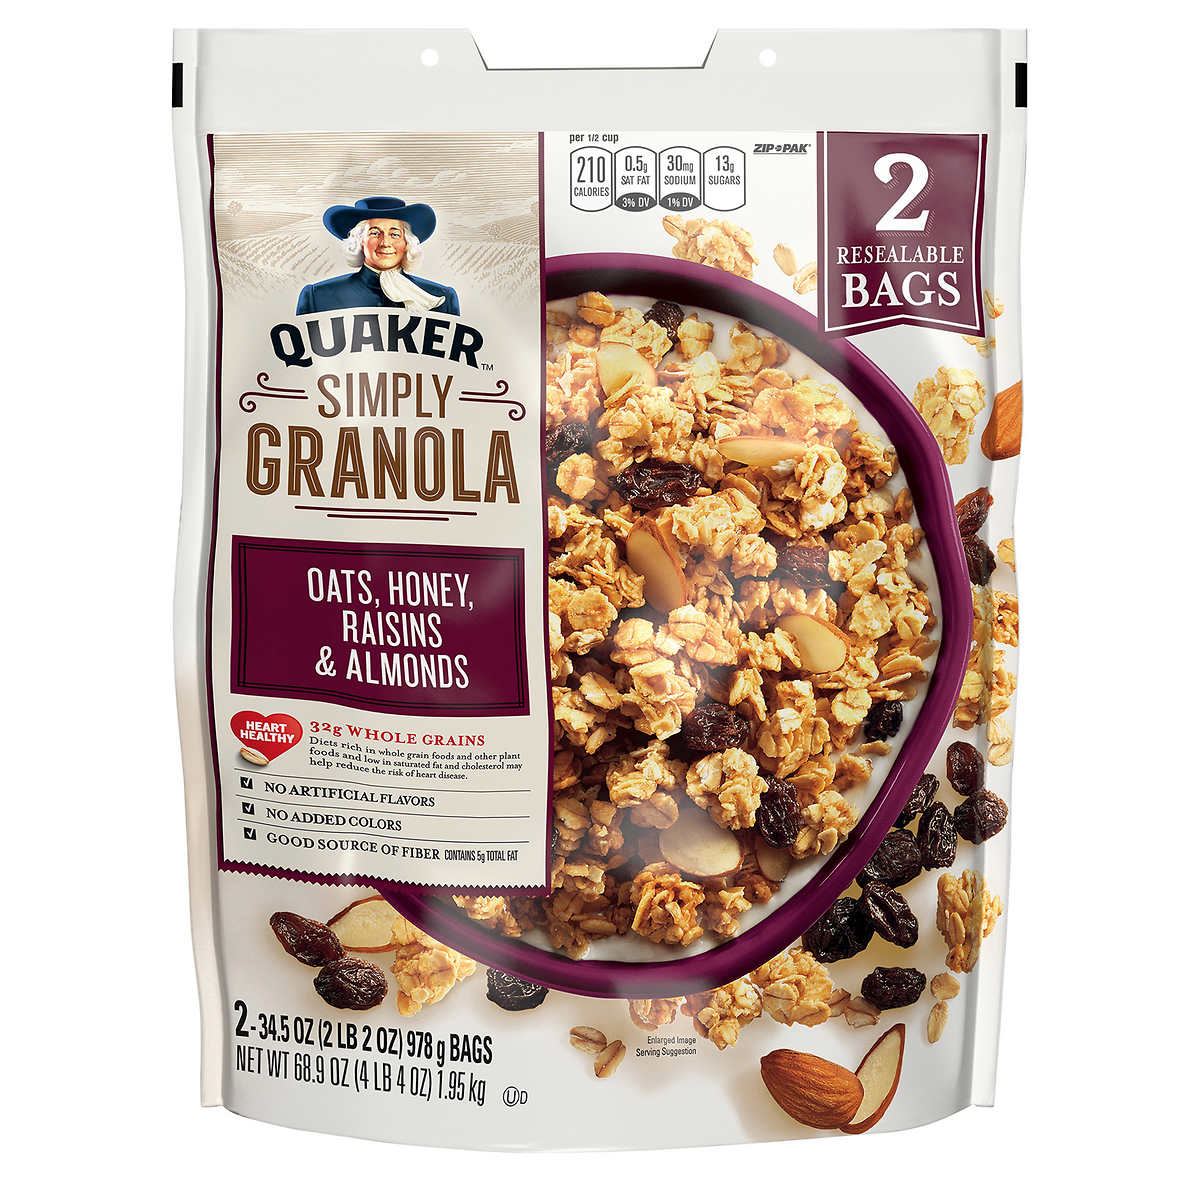 per 1/2 cup
210
CALORIES
0.5g
SAT FAT
3% DV
30mg
SODIUM
1% DV
13g
SUGARS
ZIP-PAK®
2
RESEALABLE
BAGS
QUAKER™
SIMPLY
GRANOLA
OATS, HONEY,
RAISINS
& ALMONDS
HEART
HEALTHY
32g WHOLE GRAINS
Diets rich in whole grain foods and other plant
foods and low in saturated fat and cholesterol may
help reduce the risk of heart disease.
NO ARTIFICIAL FLAVORS
NO ADDED COLORS
GOOD SOURCE OF FIBER CONTAINS 5g TOTAL FAT
2-34.5 OZ (2 LB 2 OZ) 978 g BAGS
NET WT 68.9 OZ (4 LB 4 OZ) 1.95 kg
U D
Enlarged Image
Serving Suggestion